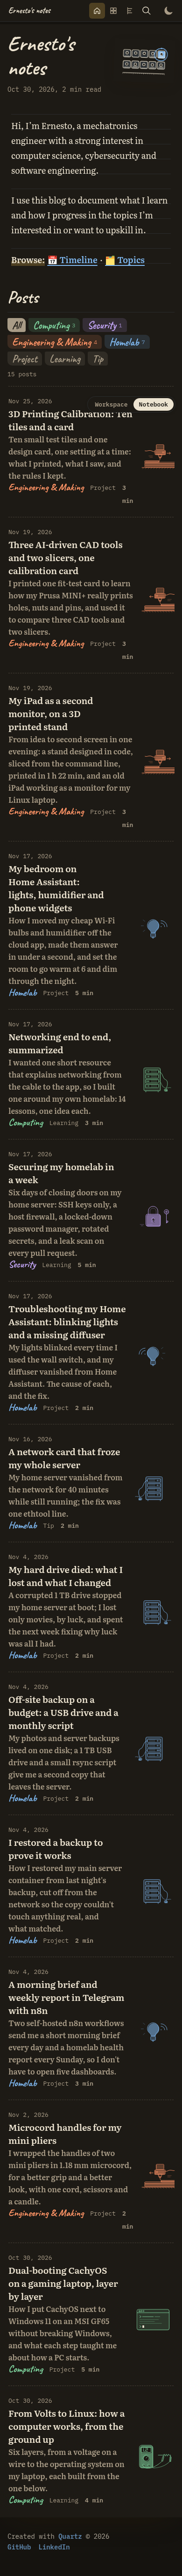 Ernesto's notes
Ernesto's
notes
Oct 30, 2026, 2 min read
Hi, I'm Ernesto, a mechatronics
engineer with a strong interest in
computer science, cybersecurity and
software engineering.
I use this blog to document what I learn
and how I progress in the topics I'm
interested in or want to upskill in.
Browse: 📅 Timeline · 🗂️ Topics
Posts
All Computing 3 Security 1
Engineering & Making 4 Homelab 7
Project Learning Tip
15 posts
Workspace Notebook
Nov 25, 2026
3D Printing Calibration: Ten
tiles and a card
Ten small test tiles and one
design card, one setting at a time:
what I printed, what I saw, and
the rules I kept.
Engineering & Making Project 3
min
Nov 19, 2026
Three AI-driven CAD tools
and two slicers, one
calibration card
I printed one fit-test card to learn
how my Prusa MINI+ really prints
holes, slots and pins, and used it
to compare three CAD tools and
two slicers.
Engineering & Making Project 3
min
Nov 18, 2026
My iPad as a second
monitor, on a 3D
printed stand
From idea to second screen in one
evening: a stand designed in code,
sliced from the command line,
printed in 1 h 22 min, and an old
iPad working as a monitor for my
Linux laptop.
Engineering & Making Project 3
min
Nov 17, 2026
My bedroom on
Home Assistant:
lights, humidifier and
phone widgets
How I moved my cheap Wi-Fi
bulbs and humidifier off the
cloud app, made them answer
in under a second, and set the
room to go warm at 6 and dim
through the night.
Homelab Project 5 min
Nov 17, 2026
Networking end to end,
summarized
I wanted one short resource
that explains networking from
the cable to the app, so I built
one around my own homelab: 14
lessons, one idea each.
Computing Learning 3 min
Nov 17, 2026
Securing my homelab in
a week
Six days of closing doors on my
home server: SSH keys only, a
host firewall, a locked-down
password manager, rotated
secrets, and a leak scan on
every pull request.
Security Learning 5 min
Nov 17, 2026
Troubleshooting my Home
Assistant: blinking lights
and a missing diffuser
My lights blinked every time I
used the wall switch, and my
diffuser vanished from Home
Assistant. The cause of each,
and the fix.
Homelab Project 2 min
Nov 16, 2026
A network card that froze
my whole server
My home server vanished from
the network for 40 minutes
while still running; the fix was
one ethtool line.
Homelab Tip 2 min
Nov 4, 2026
My hard drive died: what I
lost and what I changed
A corrupted 1 TB drive stopped
my home server at boot; I lost
only movies, by luck, and spent
the next week fixing why luck
was all I had.
Homelab Project 2 min
Nov 4, 2026
Off-site backup on a
budget: a USB drive and a
monthly script
My photos and server backups
lived on one disk; a 1 TB USB
drive and a small rsync script
give me a second copy that
leaves the server.
Homelab Project 2 min
Nov 4, 2026
I restored a backup to
prove it works
How I restored my main server
container from last night's
backup, cut off from the
network so the copy couldn't
touch anything real, and
what matched.
Homelab Project 2 min
Nov 4, 2026
A morning brief and
weekly report in Telegram
with n8n
Two self-hosted n8n workflows
send me a short morning brief
every day and a homelab health
report every Sunday, so I don't
have to open five dashboards.
Homelab Project 3 min
Nov 2, 2026
Microcord handles for my
mini pliers
I wrapped the handles of two
mini pliers in 1.18 mm microcord,
for a better grip and a better
look, with one cord, scissors and
a candle.
Engineering & Making Project 2
min
Oct 30, 2026
Dual-booting CachyOS
on a gaming laptop, layer
by layer
How I put CachyOS next to
Windows 11 on an MSI GF65
without breaking Windows,
and what each step taught me
about how a PC starts.
Computing Project 5 min
Oct 30, 2026
From Volts to Linux: how a
computer works, from the
ground up
Six layers, from a voltage on a
wire to the operating system on
my laptop, each built from the
one below.
Computing Learning 4 min
Created with Quartz © 2026
GitHub LinkedIn